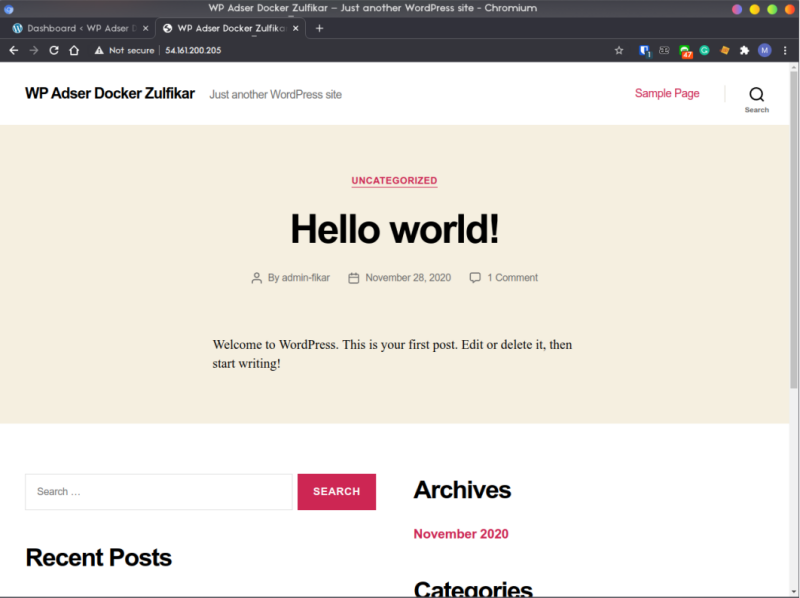 WP Adser Docker Zulfikar – Just another WordPress site - Chromium
Dashboard ‹ WP Adser
WP Adser Docker Zulfika
Not secure
54.161.200.205
1
47
M
WP Adser Docker Zulfikar
Just another WordPress site
Sample Page
Search
UNCATEGORIZED
Hello world!
By admin-fikar
November 28, 2020
1 Comment
Welcome to WordPress. This is your first post. Edit or delete it, then
start writing!
Search …
SEARCH
Archives
November 2020
Recent Posts
Categories